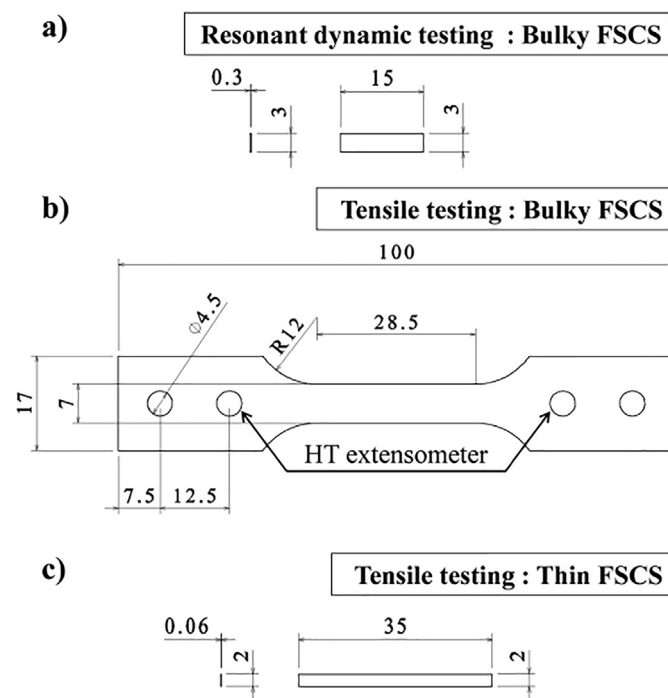 a)
Resonant dynamic testing : Bulky FSCS
0.3
3
15
3
b)
Tensile testing : Bulky FSCS
100
Ø4.5
R12
28.5
17
7
HT extensometer
7.5
12.5
c)
Tensile testing : Thin FSCS
0.06
2
35
2